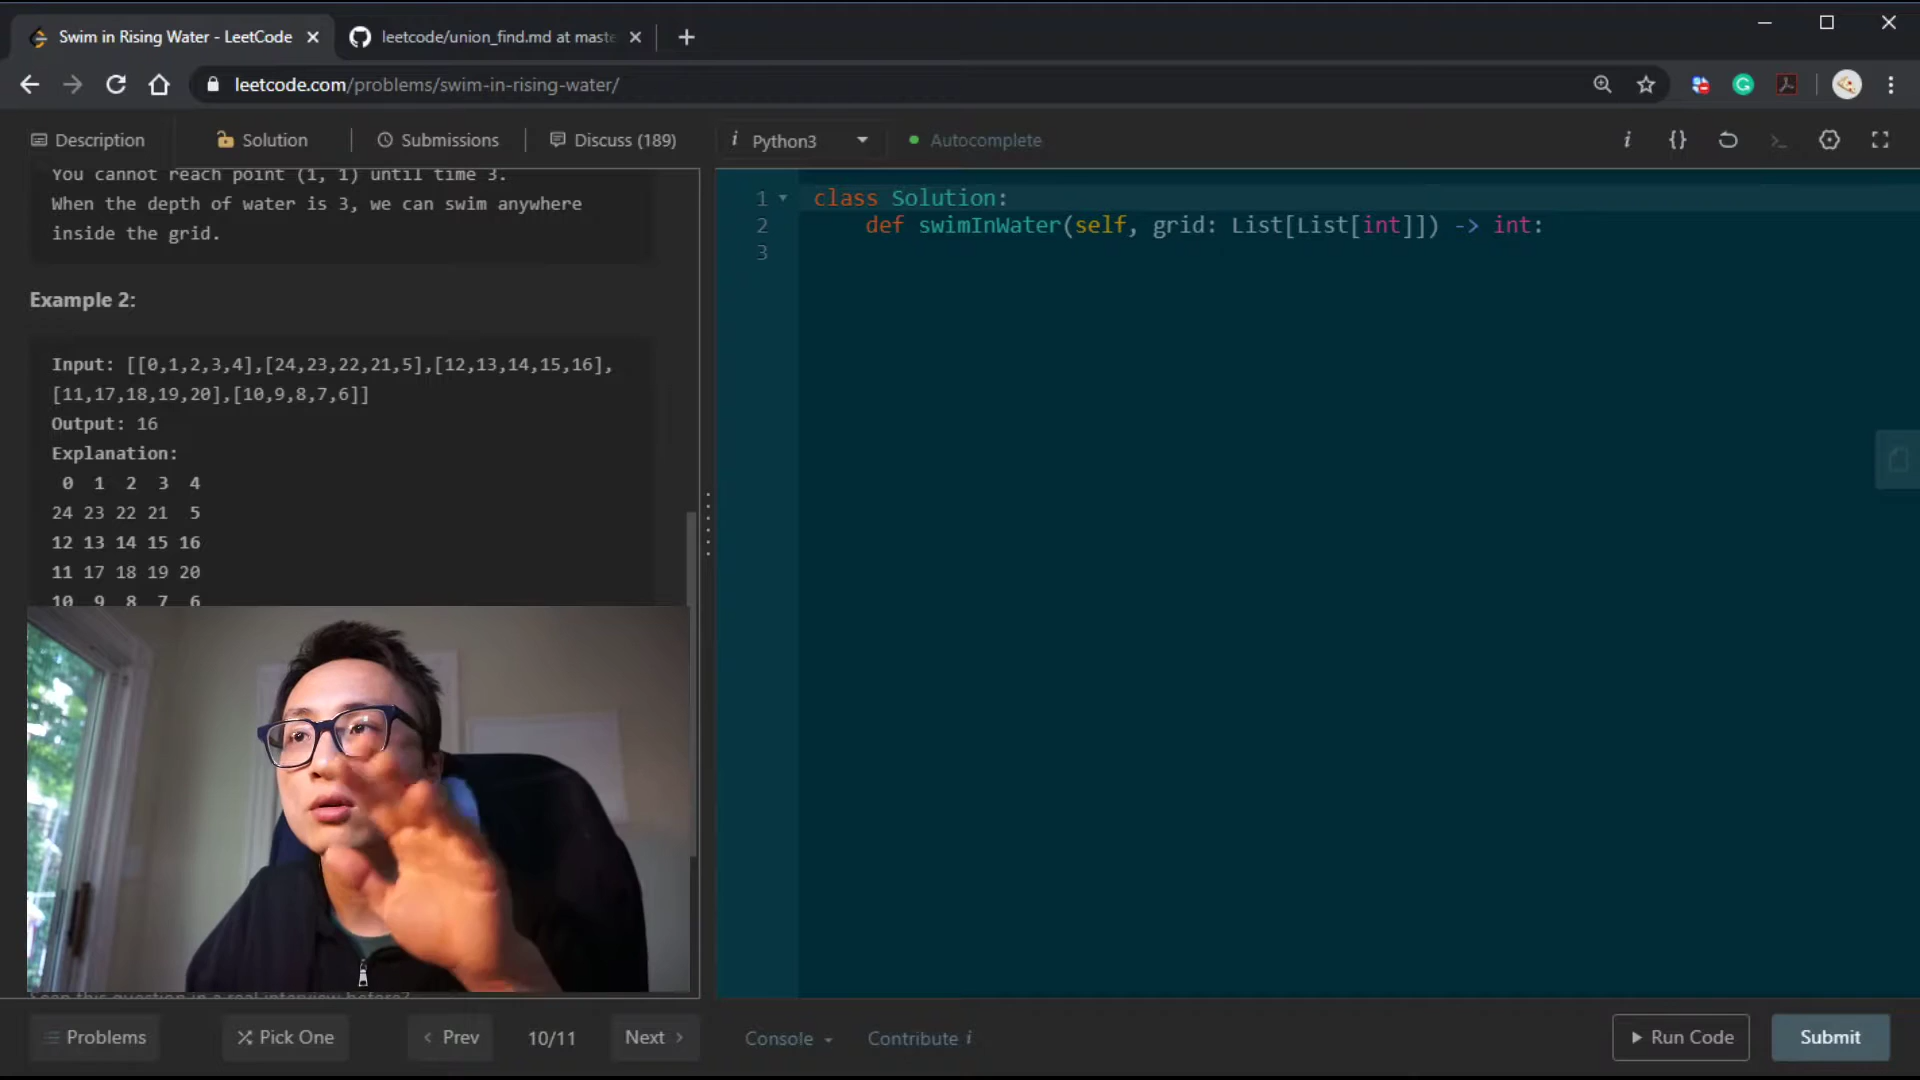 Swim in Rising Water - LeetCode
leetcode/union_find.md at maste
leetcode.com/problems/swim-in-rising-water/
Description
Solution
Submissions
Discuss (189)
i Python3
Autocomplete
i {}
You cannot reach point (1, 1) until time 3.
When the depth of water is 3, we can swim anywhere
inside the grid.
Example 2:
Input: [[0,1,2,3,4],[24,23,22,21,5],[12,13,14,15,16],
[11,17,18,19,20],[10,9,8,7,6]]
Output: 16
Explanation:
0 1 2 3 4
24 23 22 21 5
12 13 14 15 16
11 17 18 19 20
10 9 8 7 6
1 class Solution:
2 def swimInWater(self, grid: List[List[int]]) -> int:
3
Problems
Pick One
Prev
10/11
Next
Console
Contribute i
Run Code
Submit